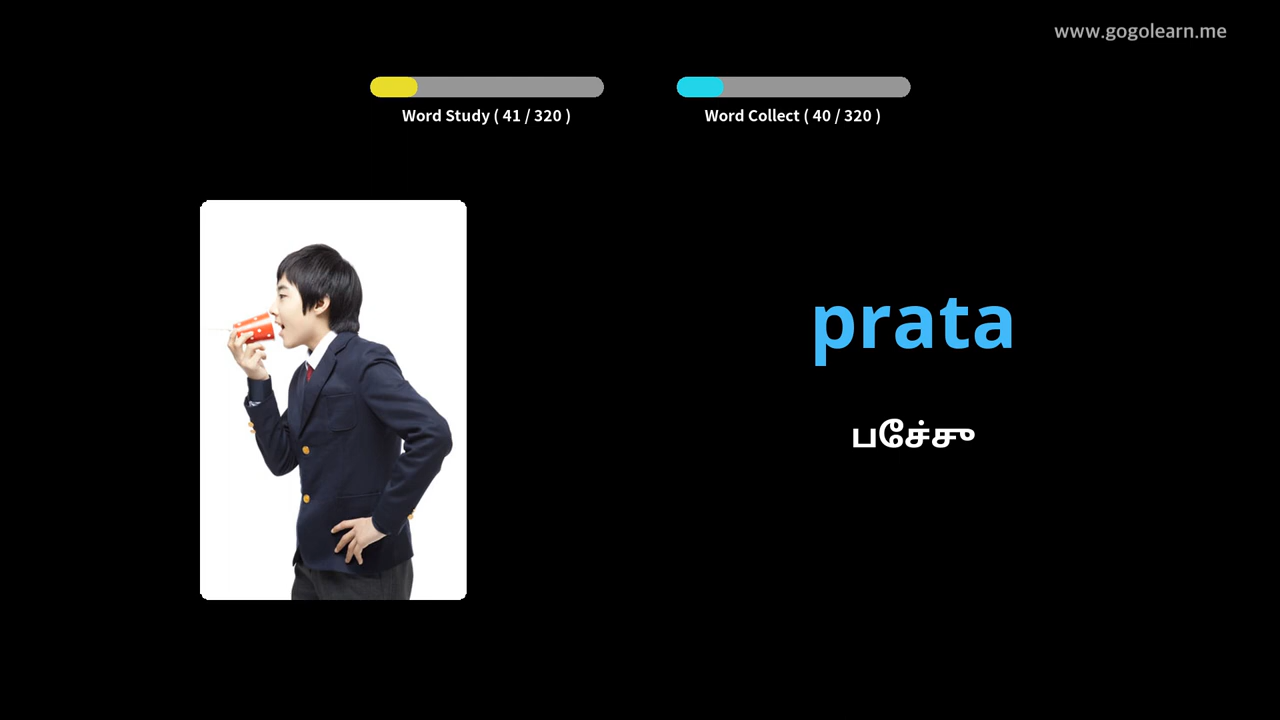 www.gogolearn.me
Word Study ( 41 / 320 )
Word Collect ( 40 / 320 )
prata
பேச்சு